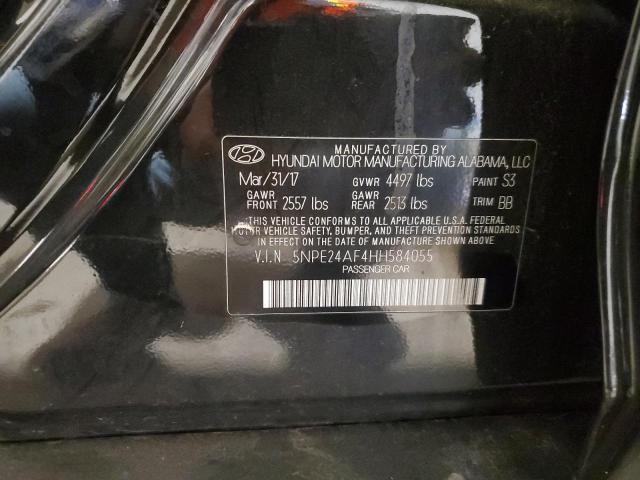 MANUFACTURED BY
HYUNDAI MOTOR MANUFACTURING ALABAMA, LLC
Mar/31/17 GVWR 4497 lbs PAINT S3
GAWR FRONT 2557 lbs GAWR REAR 2513 lbs TRIM BB
THIS VEHICLE CONFORMS TO ALL APPLICABLE U.S.A. FEDERAL
MOTOR VEHICLE SAFETY, BUMPER, AND THEFT PREVENTION STANDARDS
IN EFFECT ON THE DATE OF MANUFACTURE SHOWN ABOVE.
V.I.N 5NPE24AF4HH584055
PASSENGER CAR